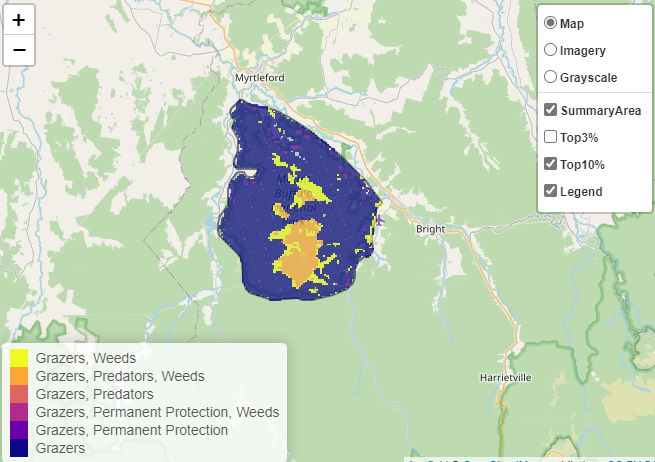 +
−
Map
Imagery
Grayscale
SummaryArea
Top3%
Top10%
Legend
Myrtleford
Bright
Harrietville
Grazers, Weeds
Grazers, Predators, Weeds
Grazers, Predators
Grazers, Permanent Protection, Weeds
Grazers, Permanent Protection
Grazers